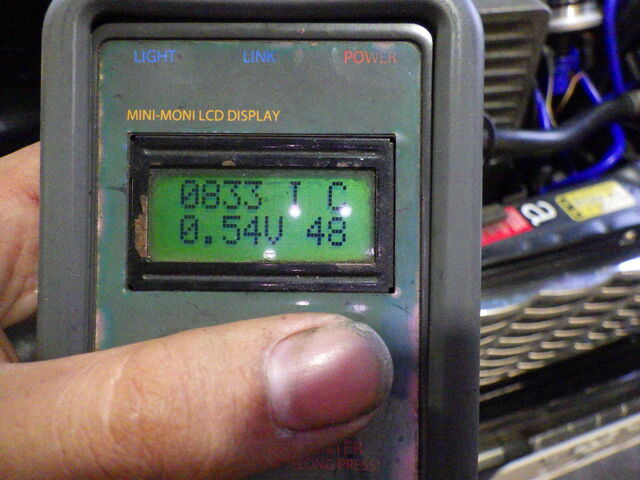 LIGHT LINK POWER
MINI-MONI LCD DISPLAY
0833 I C
0.54V 48